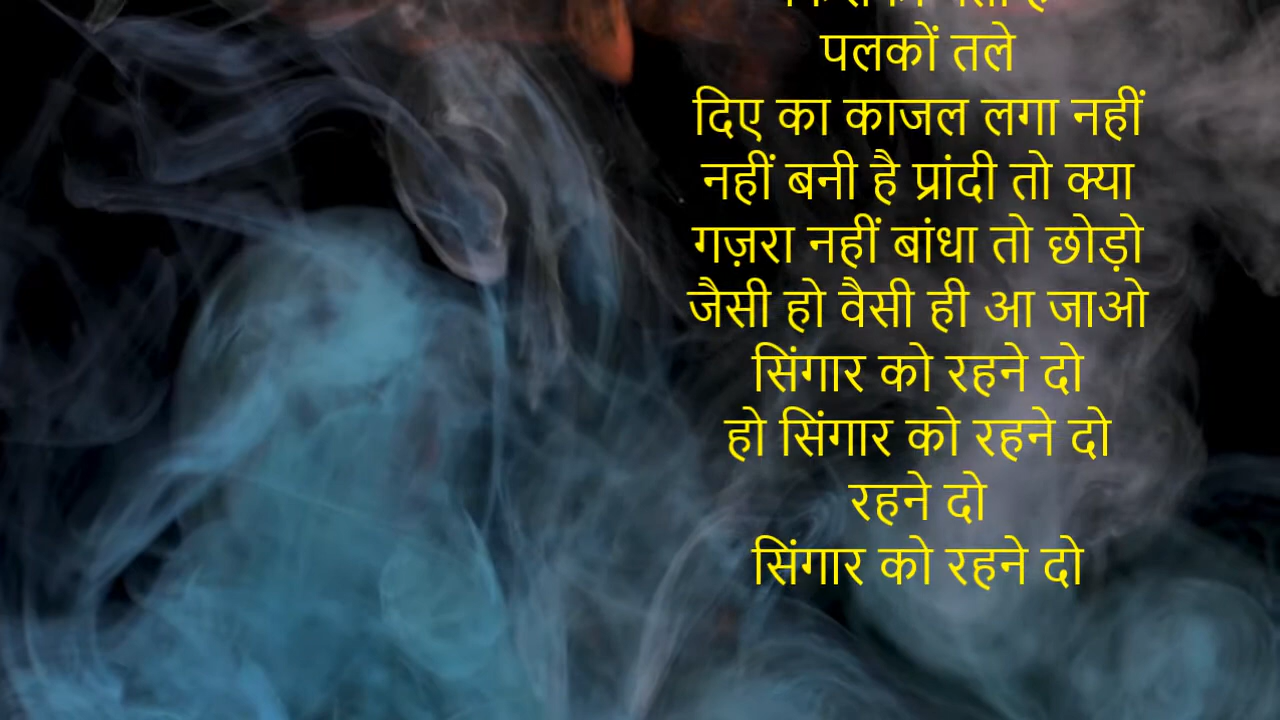 पलकों तले
दिए का काजल लगा नहीं
नहीं बनी है प्रांदी तो क्या
गज़रा नहीं बांधा तो छोड़ो
जैसी हो वैसी ही आ जाओ
सिंगार को रहने दो
हो सिंगार को रहने दो
रहने दो
सिंगार को रहने दो